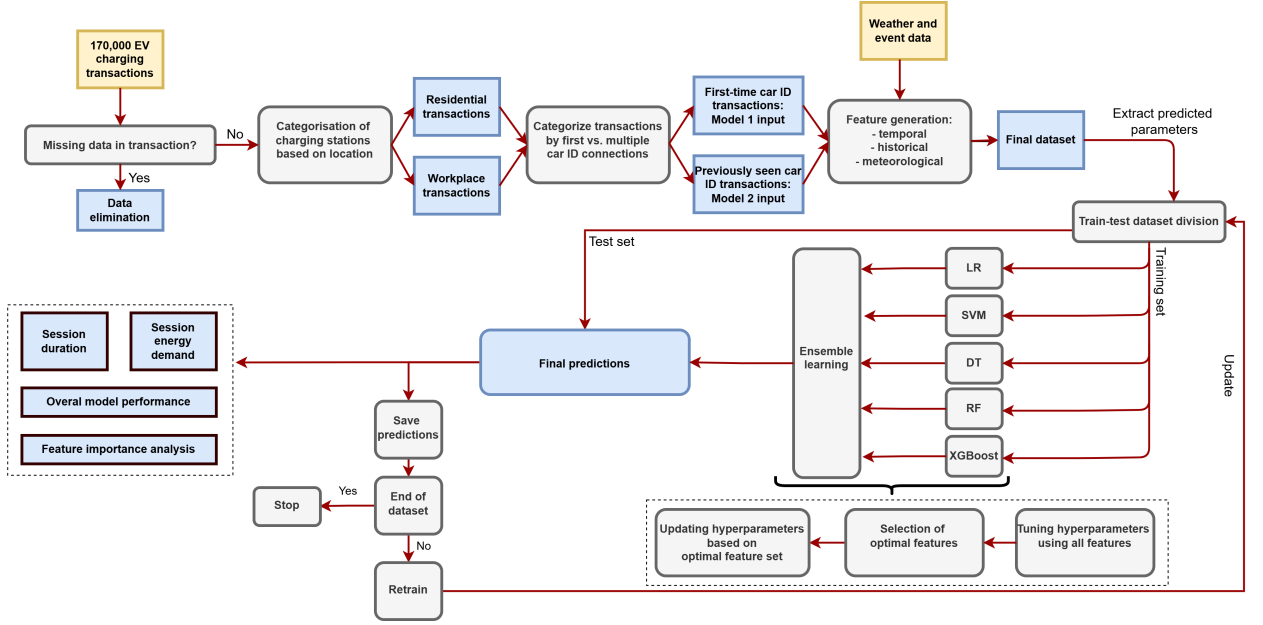 170,000 EV
charging
transactions
Missing data in transaction?
No
Yes
Data
elimination
Categorisation of
charging stations
based on location
Residential
transactions
Workplace
transactions
Categorize transactions
by first vs. multiple
car ID connections
First-time car ID
transactions:
Model 1 input
Previously seen car
ID transactions:
Model 2 input
Weather and
event data
Feature generation:
- temporal
- historical
- meteorological
Final dataset
Extract predicted
parameters
Train-test dataset division
Test set
Training set
Update
LR
SVM
DT
RF
XGBoost
Ensemble
learning
Final predictions
Session
duration
Session
energy
demand
Overal model performance
Feature importance analysis
Save
predictions
End of
dataset
Yes
Stop
No
Retrain
Updating hyperparameters
based on
optimal feature set
Selection of
optimal features
Tuning hyperparameters
using all features